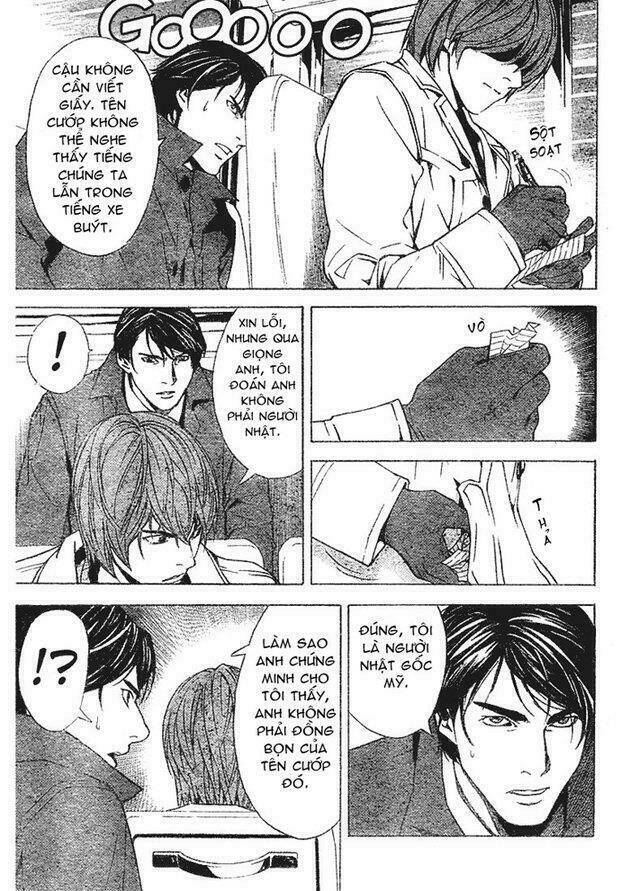 GOOOOO
CẬU KHÔNG
CẦN VIẾT
GIẤY. TÊN
CƯỚP KHÔNG
THỂ NGHE
THẤY TIẾNG
CHÚNG TA
LẪN TRONG
TIẾNG XE
BUÝT.
SỘT
SOẠT
!
XIN LỖI,
NHƯNG QUA
GIỌNG
ANH, TÔI
ĐOÁN ANH
KHÔNG
PHẢI NGƯỜI
NHẬT.
VÒ
THẢ
!?
LÀM SAO
ANH CHỨNG
MINH CHO
TÔI THẤY,
ANH KHÔNG
PHẢI ĐỒNG
BỌN CỦA
TÊN CƯỚP
ĐÓ.
ĐÚNG, TÔI
LÀ NGƯỜI
NHẬT GỐC
MỸ.